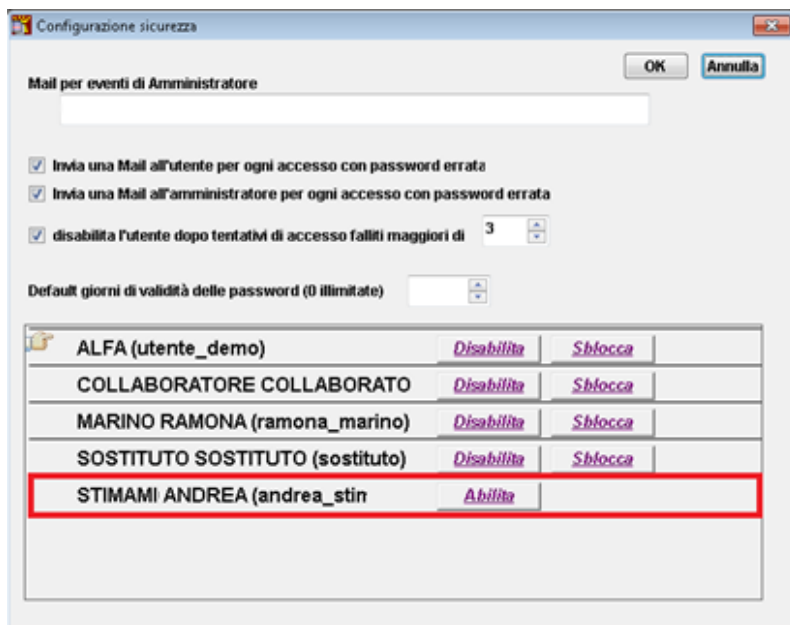 Configurazione sicurezza
OK Annulla
Mail per eventi di Amministratore
Invia una Mail all'utente per ogni accesso con password errata
Invia una Mail all'amministratore per ogni accesso con password errata
disabilita l'utente dopo tentativi di accesso falliti maggiori di 3
Default giorni di validità delle password (0 illimitate)
ALFA (utente_demo) Disabilita Sblocca
COLLABORATORE COLLABORATO Disabilita Sblocca
MARINO RAMONA (ramona_marino) Disabilita Sblocca
SOSTITUTO SOSTITUTO (sostituto) Disabilita Sblocca
STIMAMI ANDREA (andrea_stim Abilita